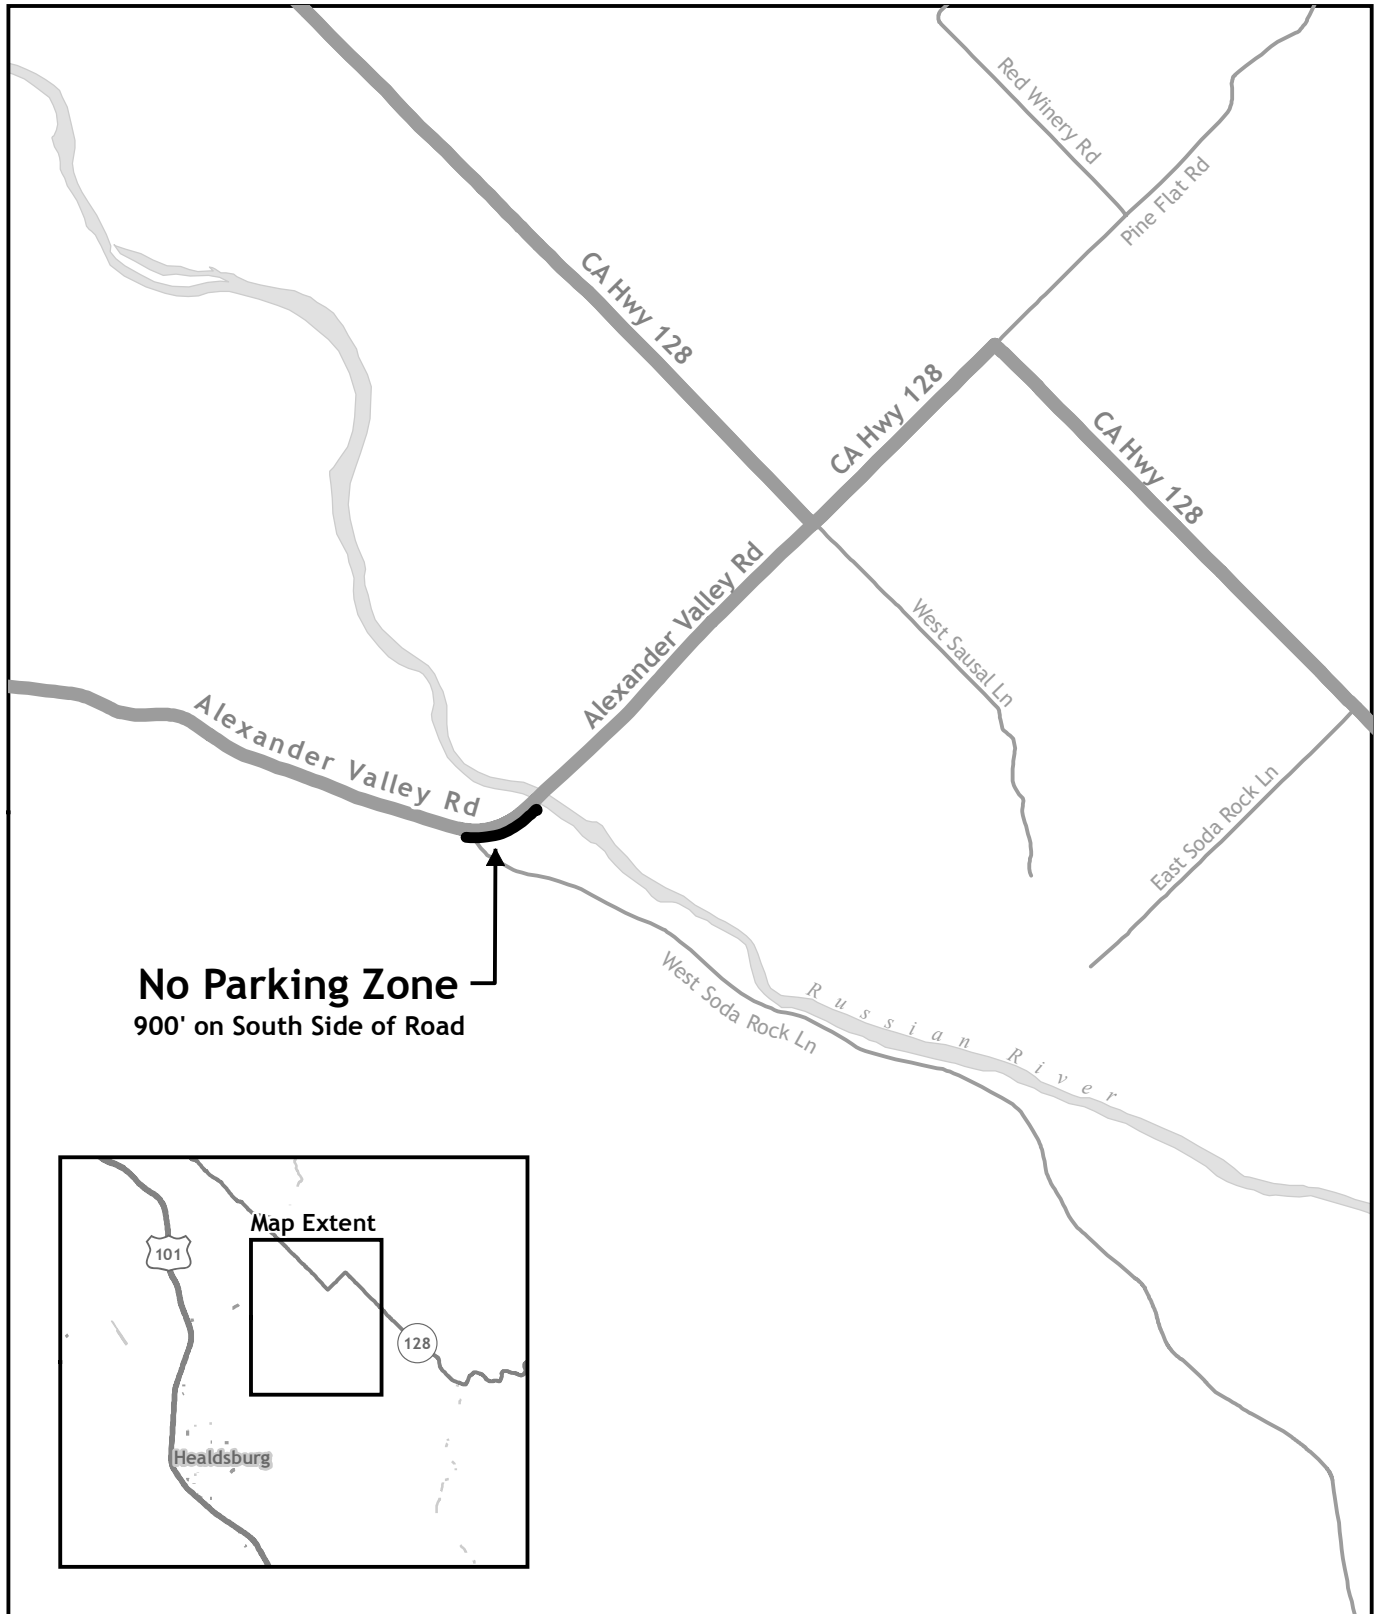 Red Winery Rd
Pine Flat Rd
CA Hwy 128
CA Hwy 128
CA Hwy 128
Alexander Valley Rd
West Sausal Ln
Alexander Valley Rd
East Soda Rock Ln
No Parking Zone
900' on South Side of Road
West Soda Rock Ln
Russian River
Map Extent
101
128
Healdsburg